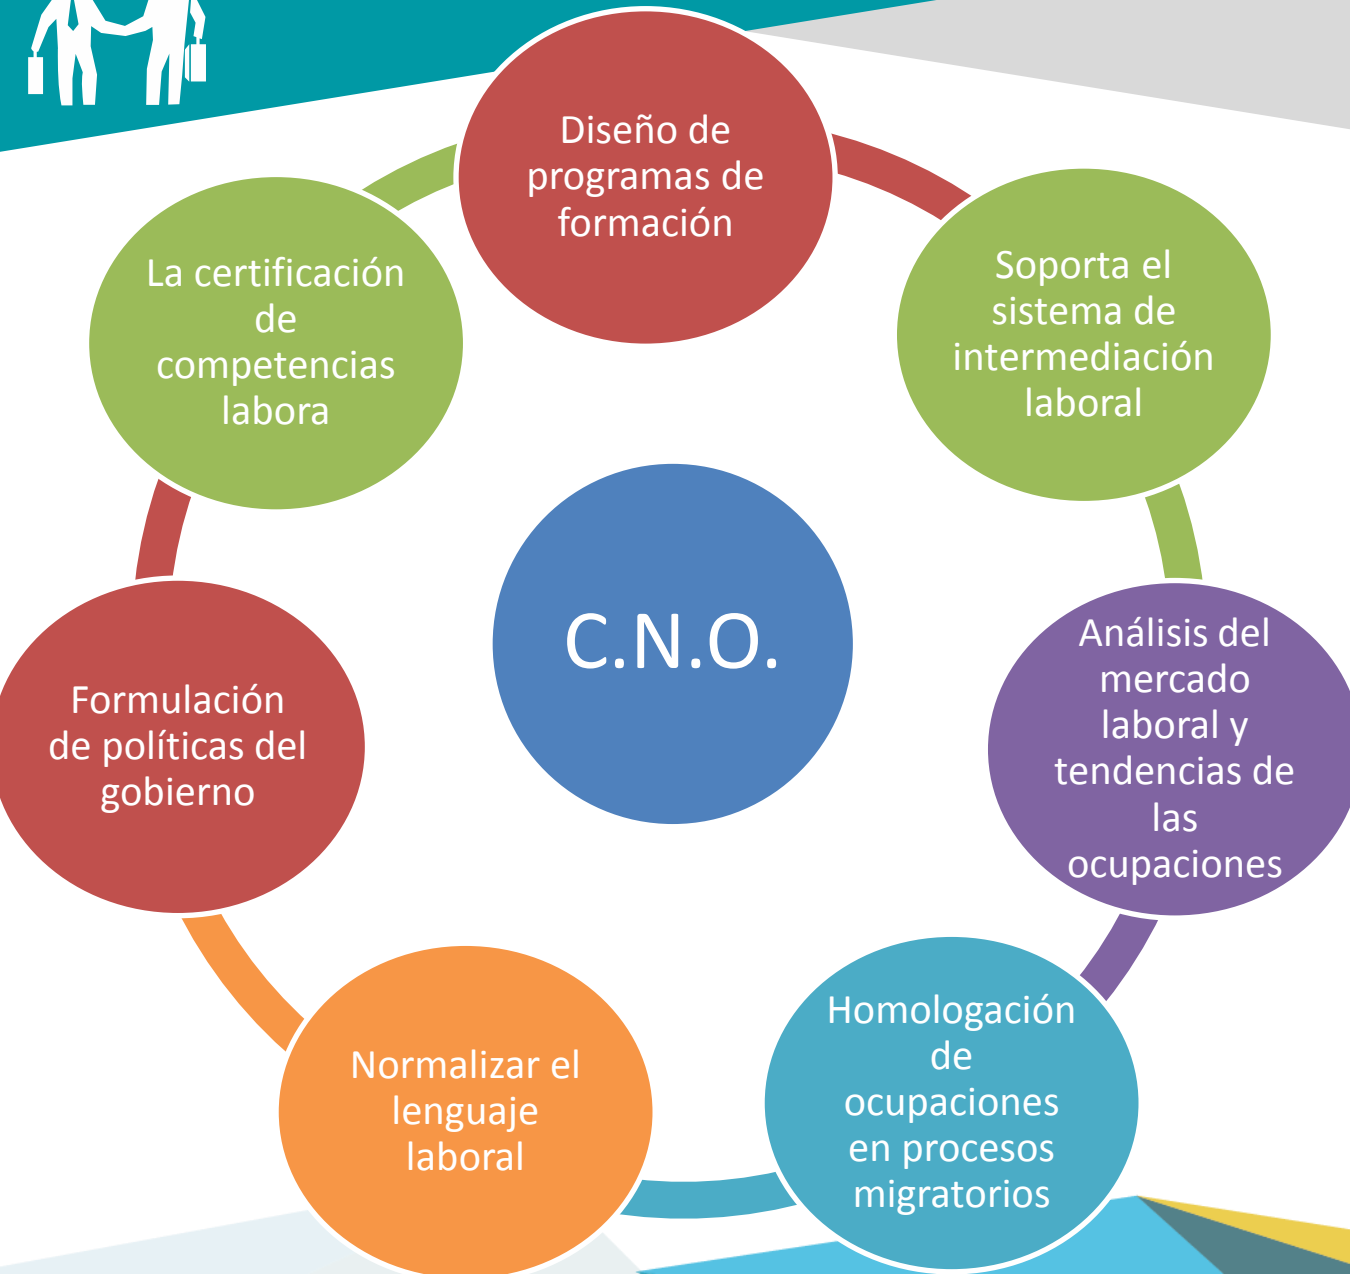 Diseño de
programas de
formación
Soporta el
sistema de
intermediación
laboral
Análisis del
mercado
laboral y
tendencias de
las
ocupaciones
Homologación
de
ocupaciones
en procesos
migratorios
Normalizar el
lenguaje
laboral
Formulación
de políticas del
gobierno
La certificación
de
competencias
labora
C.N.O.